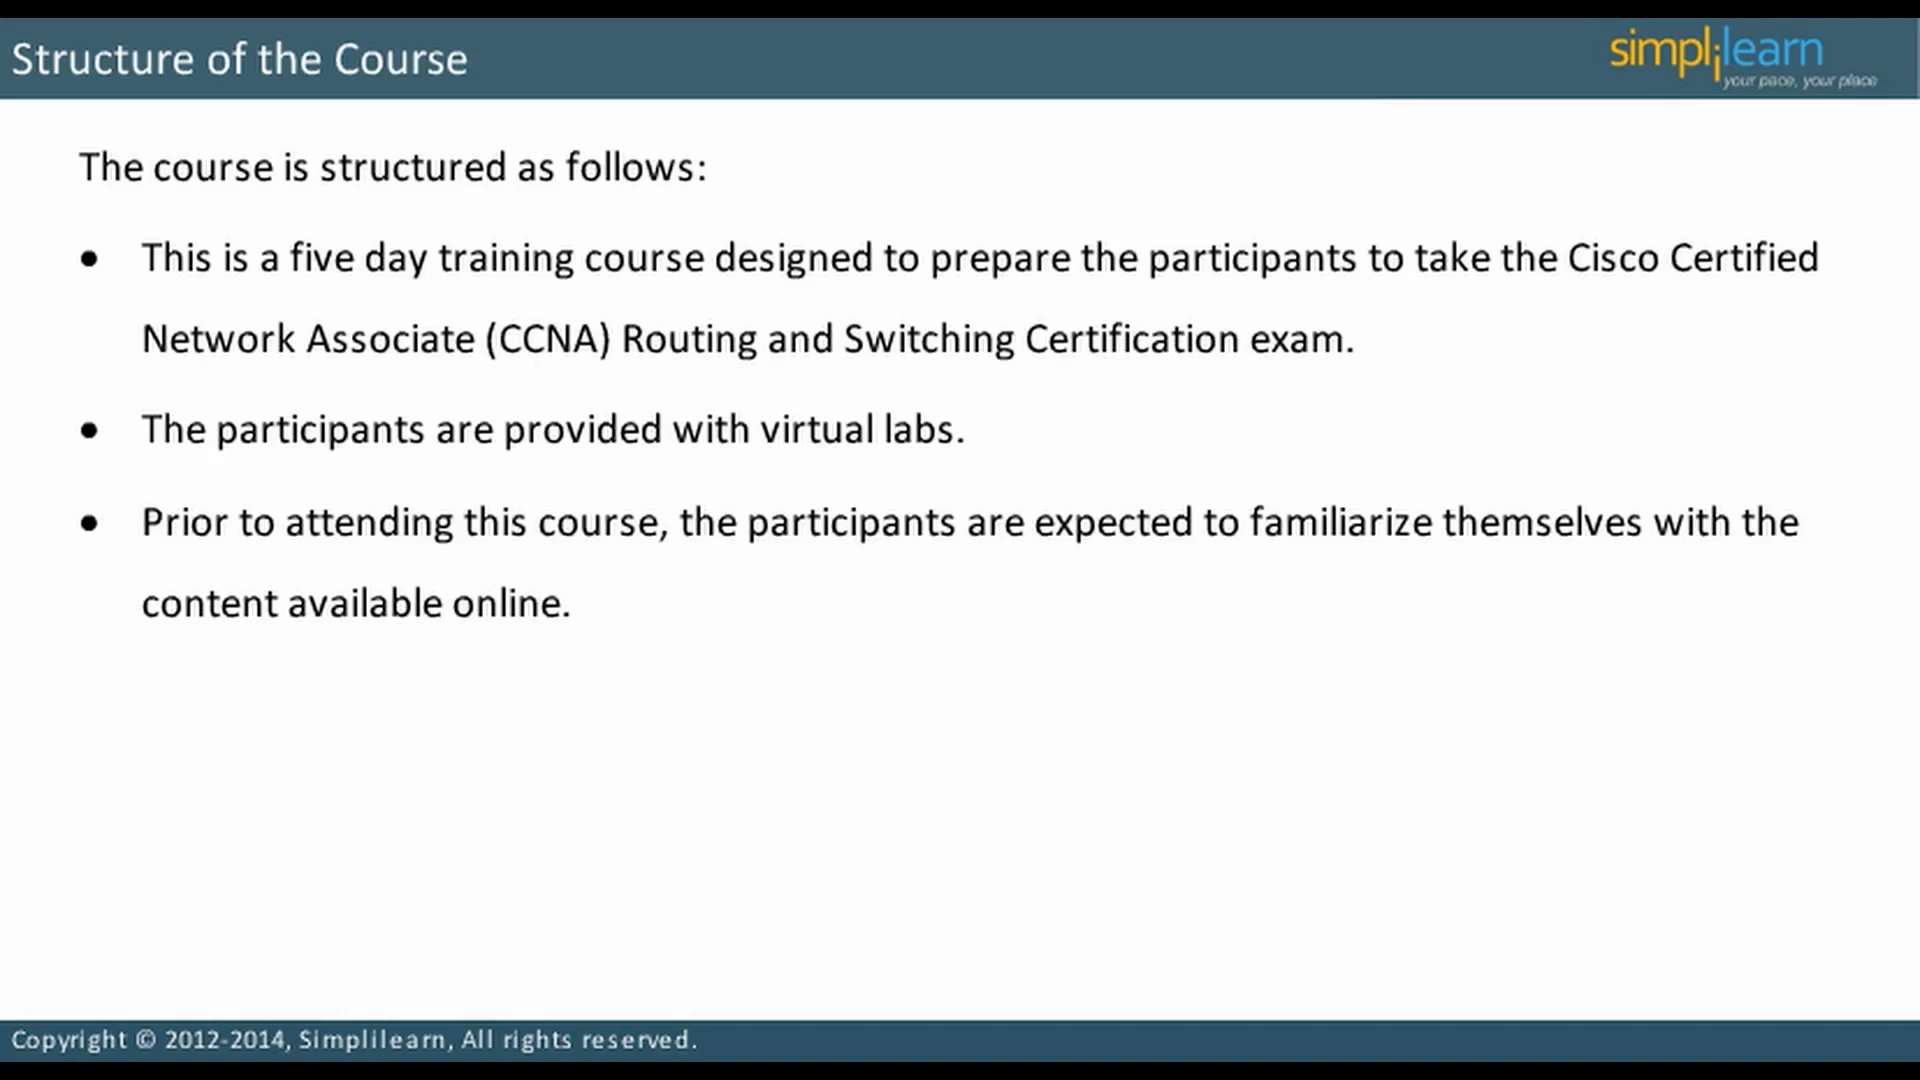 Structure of the Course
simplilearn
your pace, your place
The course is structured as follows:
• This is a five day training course designed to prepare the participants to take the Cisco Certified
Network Associate (CCNA) Routing and Switching Certification exam.
• The participants are provided with virtual labs.
• Prior to attending this course, the participants are expected to familiarize themselves with the
content available online.
Copyright © 2012-2014, Simplilearn, All rights reserved.